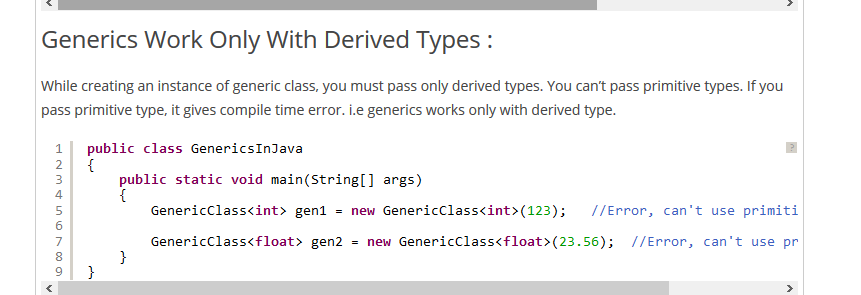 Generics Work Only With Derived Types :
While creating an instance of generic class, you must pass only derived types. You can't pass primitive types. If you
pass primitive type, it gives compile time error. i.e generics works only with derived type.
1 public class GenericsInJava
2 {
3 public static void main(String[] args)
4 {
5 GenericClass<int> gen1 = new GenericClass<int>(123); //Error, can't use primiti
6
7 GenericClass<float> gen2 = new GenericClass<float>(23.56); //Error, can't use pr
8 }
9 }
?